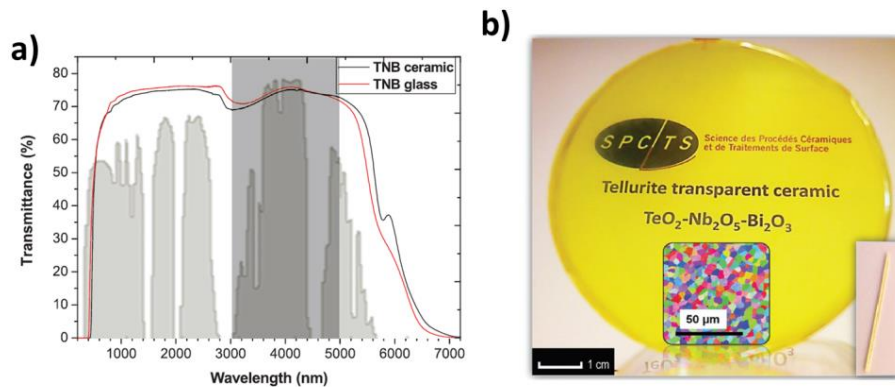 a)
TNB ceramic
TNB glass
Transmittance (%)
80
70
60
50
40
30
20
10
0
1000 2000 3000 4000 5000 6000 7000
Wavelength (nm)
b)
SPCTS
Science des Procédés Céramiques
et de Traitements de Surface
Tellurite transparent ceramic
TeO₂-Nb₂O₅-Bi₂O₃
50 µm
1 cm